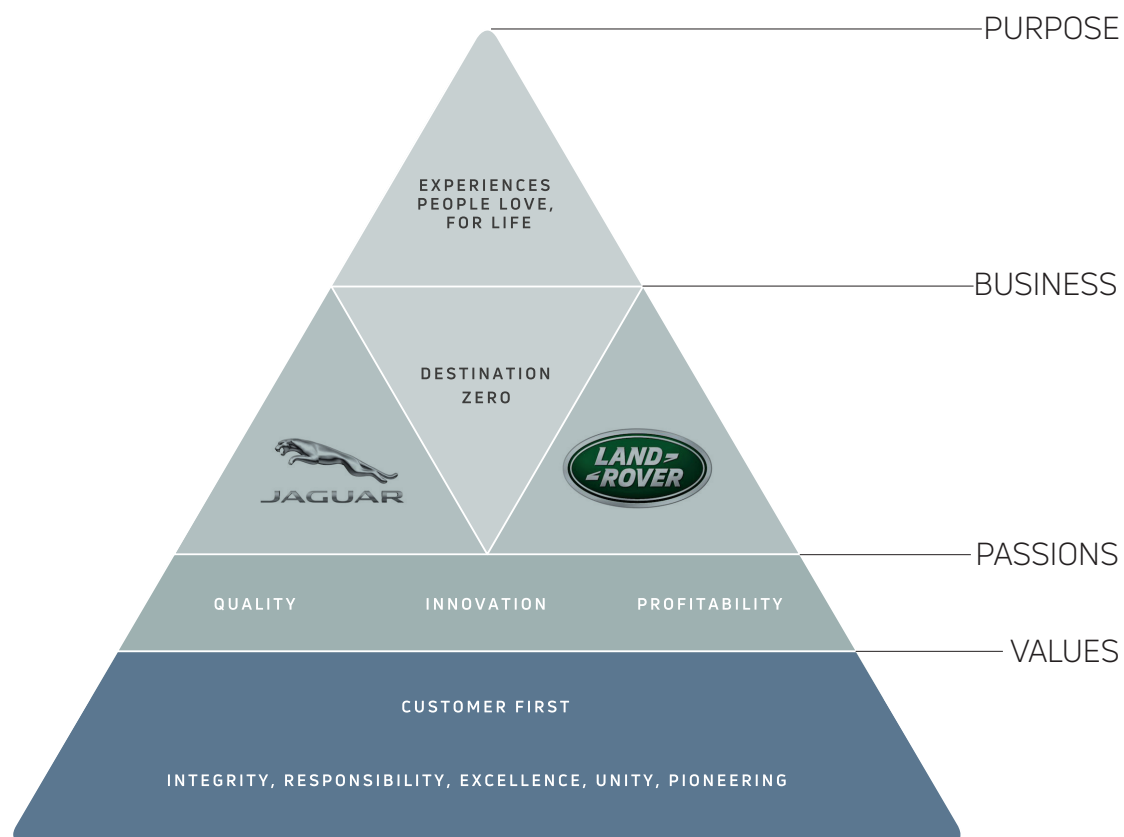 PURPOSE
EXPERIENCES
PEOPLE LOVE,
FOR LIFE
BUSINESS
DESTINATION
ZERO
JAGUAR
LAND
ROVER
PASSIONS
QUALITY INNOVATION PROFITABILITY
VALUES
CUSTOMER FIRST
INTEGRITY, RESPONSIBILITY, EXCELLENCE, UNITY, PIONEERING